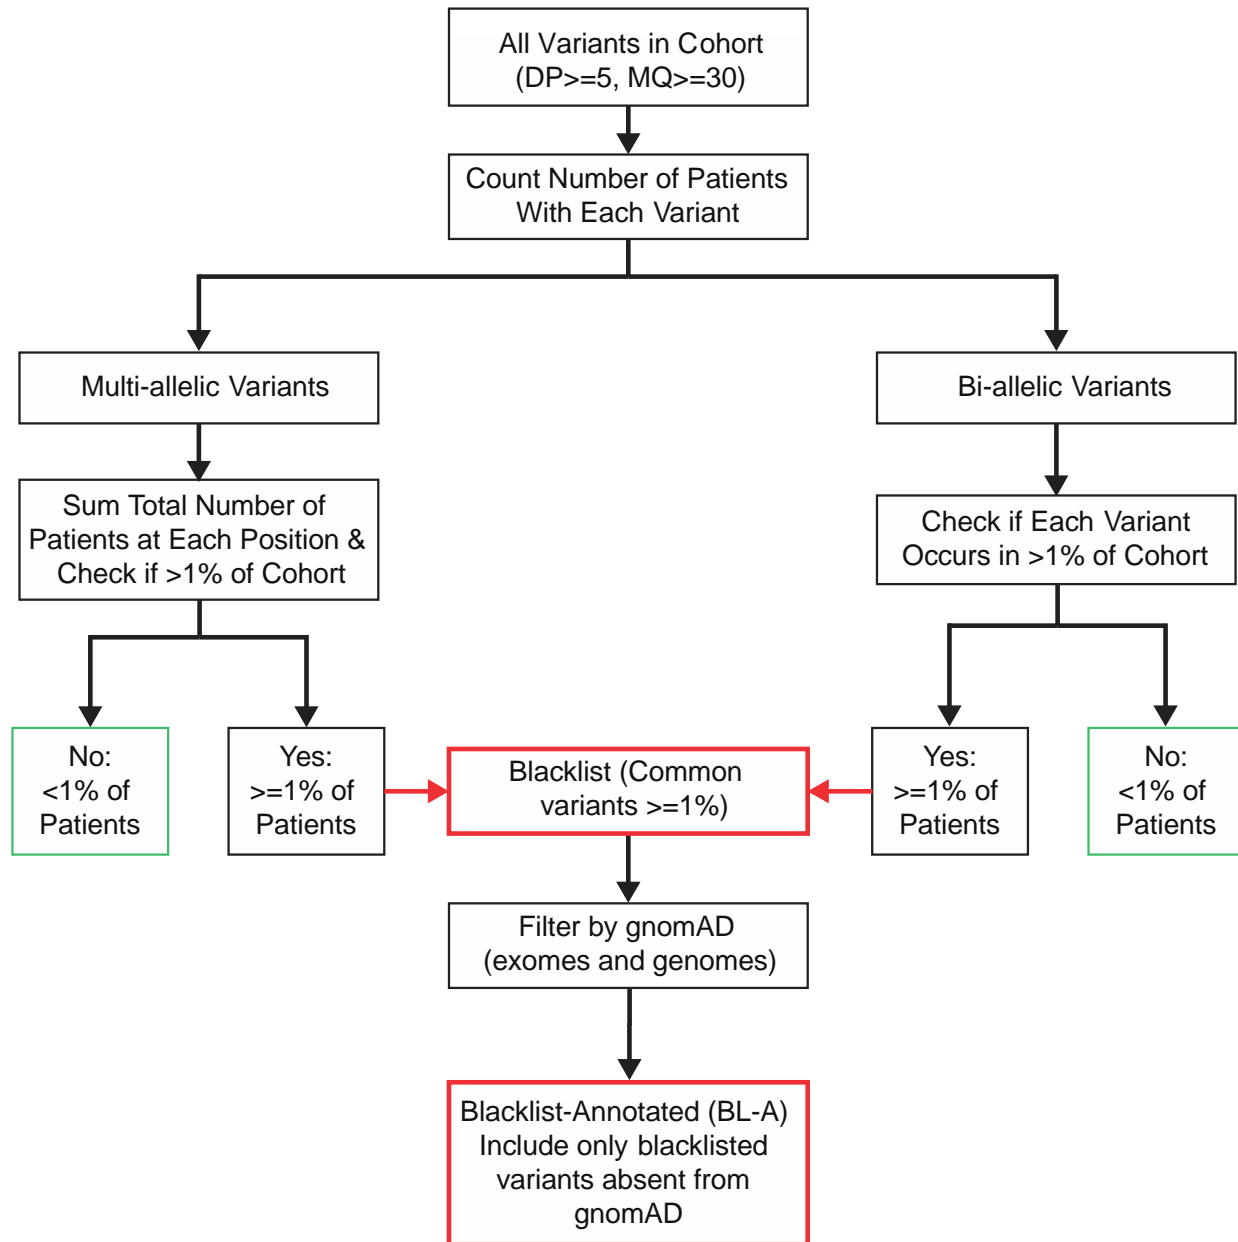 All Variants in Cohort
(DP>=5, MQ>=30)
Count Number of Patients
With Each Variant
Multi-allelic Variants
Bi-allelic Variants
Sum Total Number of
Patients at Each Position &
Check if >1% of Cohort
Check if Each Variant
Occurs in >1% of Cohort
No:
<1% of
Patients
Yes:
>=1% of
Patients
Blacklist (Common
variants >=1%)
Yes:
>=1% of
Patients
No:
<1% of
Patients
Filter by gnomAD
(exomes and genomes)
Blacklist-Annotated (BL-A)
Include only blacklisted
variants absent from
gnomAD